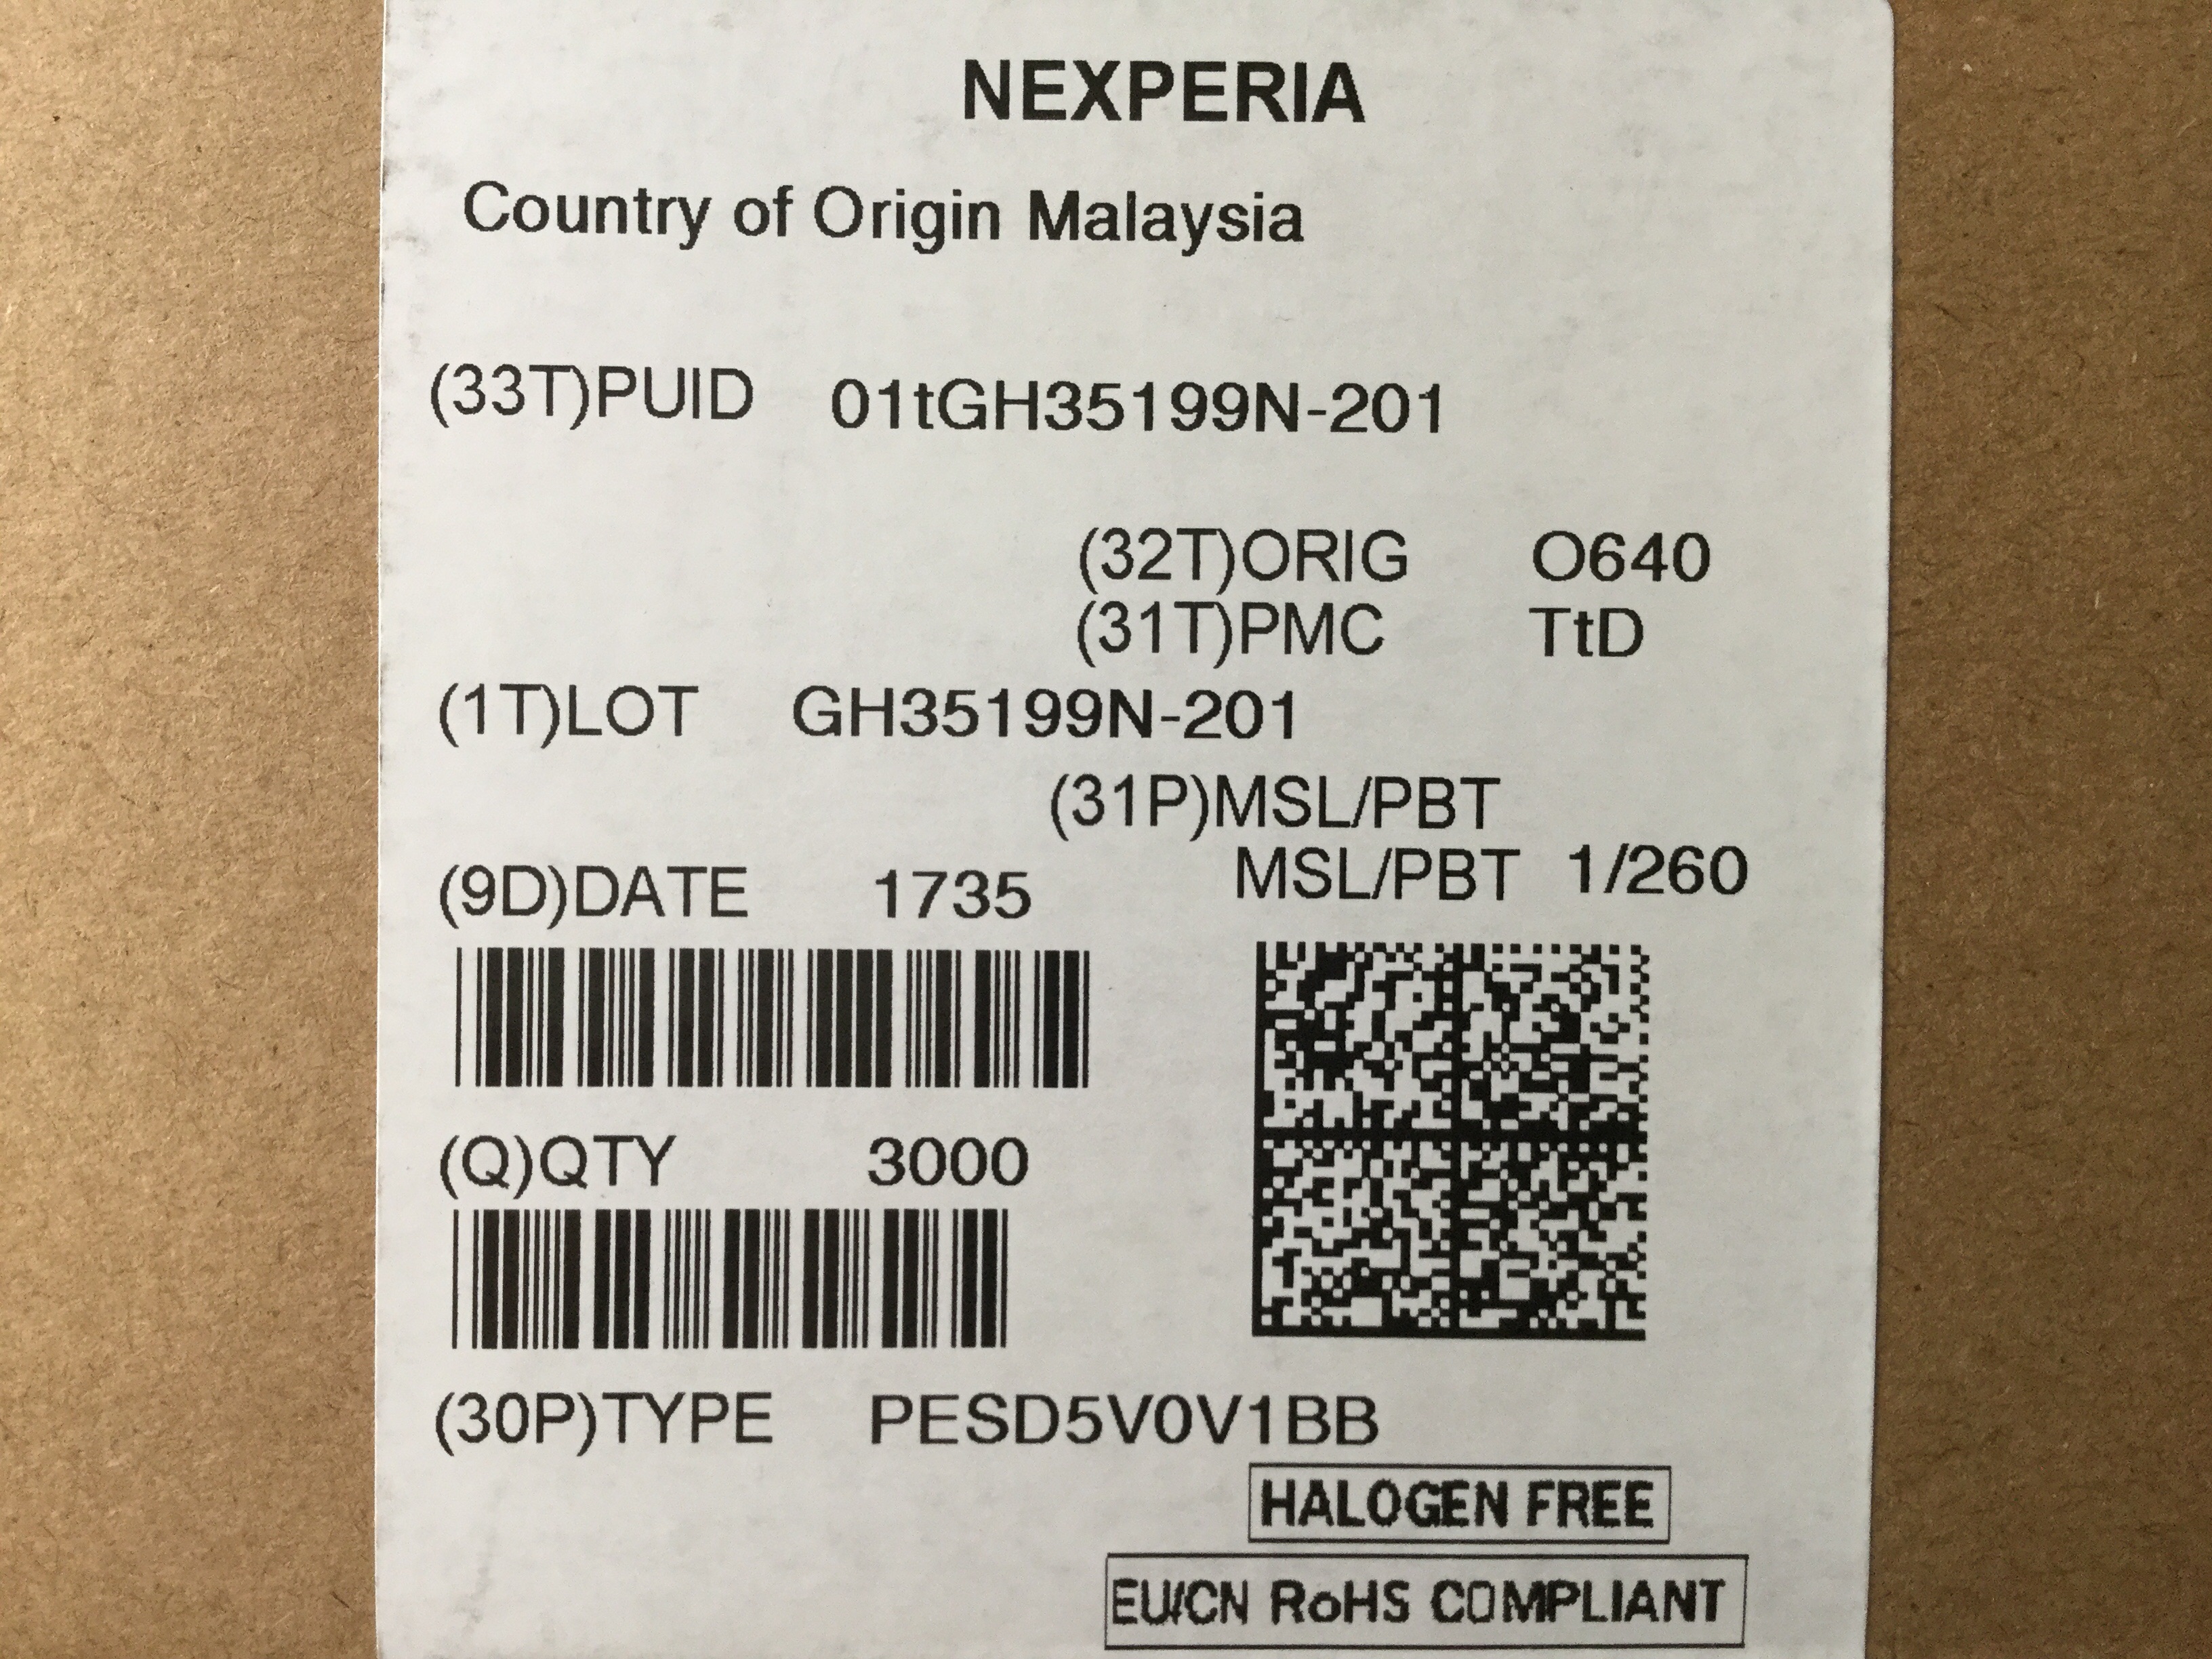 NEXPERIA
Country of Origin Malaysia
(33T)PUID 01tGH35199N-201
(32T)ORIG O640
(31T)PMC TtD
(1T)LOT GH35199N-201
(31P)MSL/PBT
MSL/PBT 1/260
(9D)DATE 1735
(Q)QTY 3000
(30P)TYPE PESD5V0V1BB
HALOGEN FREE
EU/CN RoHS COMPLIANT